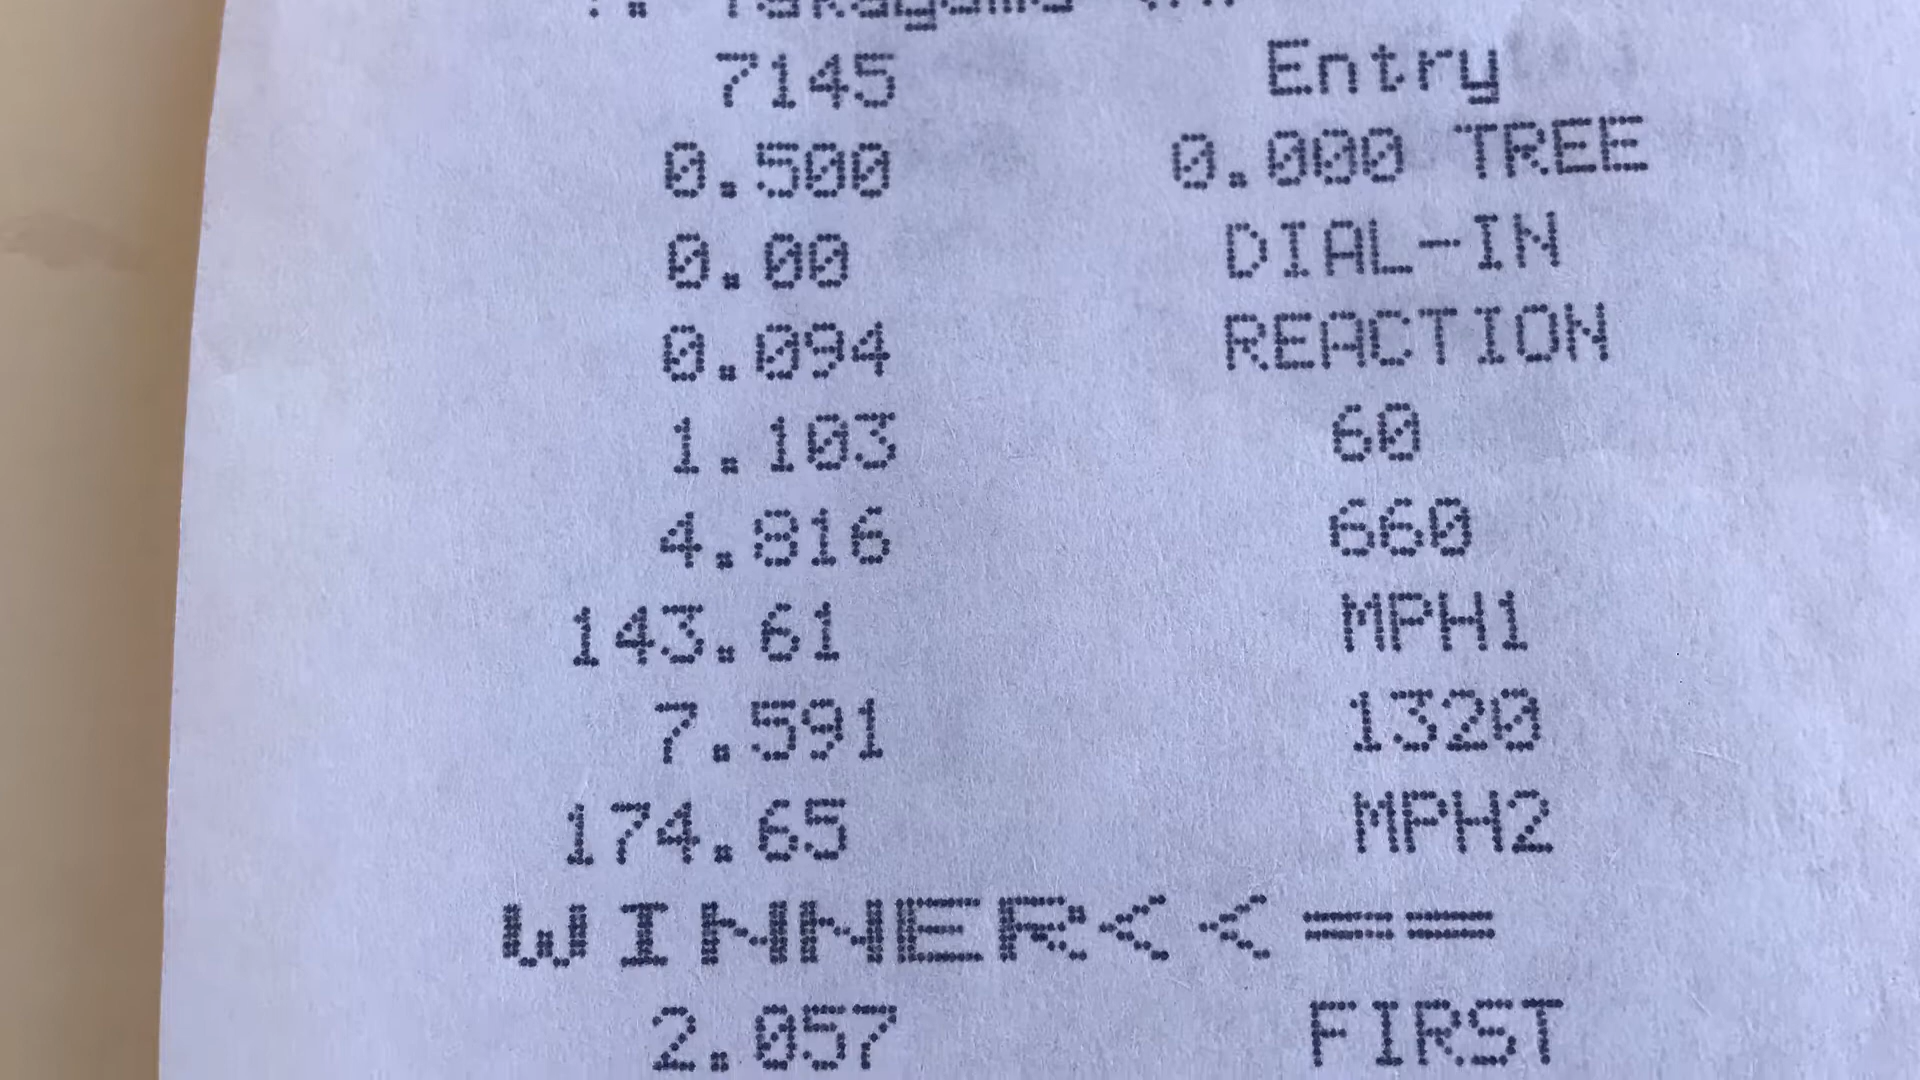 7145 Entry
0.500 0.000 TREE
0.00 DIAL-IN
0.094 REACTION
1.103 60
4.816 660
143.61 MPH1
7.591 1320
174.65 MPH2
WINNER<<==
2.057 FIRST